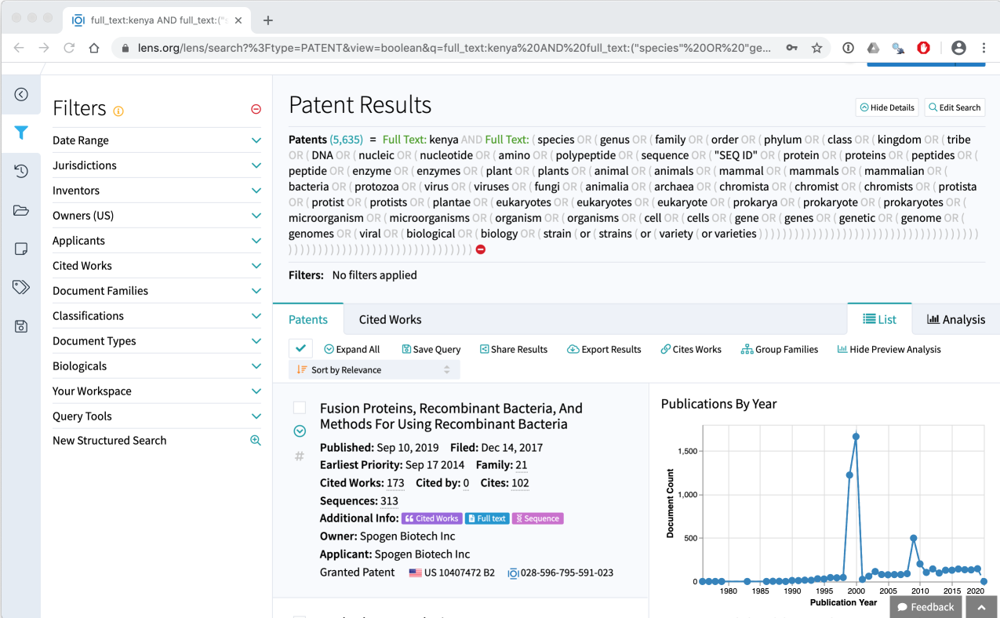 full_text:kenya AND full_text:("s
lens.org/lens/search?%3Ftype=PATENT&view=boolean&q=full_text:kenya%20AND%20full_text:("species"%20OR%20"ge...
Filters
Date Range
Jurisdictions
Inventors
Owners (US)
Applicants
Cited Works
Document Families
Classifications
Document Types
Biologicals
Your Workspace
Query Tools
New Structured Search
Patent Results
Hide Details
Edit Search
Patents (5,635) = Full Text: kenya AND Full Text: ( species OR ( genus OR ( family OR ( order OR ( phylum OR ( class OR ( kingdom OR ( tribe
OR ( DNA OR ( nucleic OR ( nucleotide OR ( amino OR ( polypeptide OR ( sequence OR ( "SEQ ID" OR ( protein OR ( proteins OR ( peptides OR (
peptide OR ( enzyme OR ( enzymes OR ( plant OR ( plants OR ( animal OR ( animals OR ( mammal OR ( mammals OR ( mammalian OR (
bacteria OR ( protozoa OR ( virus OR ( viruses OR ( fungi OR ( animalia OR ( archaea OR ( chromista OR ( chromist OR ( chromists OR ( protista
OR ( protist OR ( protists OR ( plantae OR ( eukaryotes OR ( eukaryotes OR ( eukaryote OR ( prokarya OR ( prokaryote OR ( prokaryotes OR (
microorganism OR ( microorganisms OR ( organism OR ( organisms OR ( cell OR ( cells OR ( gene OR ( genes OR ( genetic OR ( genome OR (
genomes OR ( viral OR ( biological OR ( biology OR ( strain ( or ( strains ( or ( variety ( or varieties ) ) ) ) ) ) ) ) ) ) ) ) ) ) ) ) ) ) ) ) ) ) ) ) ) ) ) ) ) ) ) ) ) ) ) )
) ) ) ) ) ) ) ) ) ) ) ) ) ) ) ) ) ) ) ) ) ) ) ) ) ) ) ) ) ) )
Filters: No filters applied
Patents
Cited Works
List
Analysis
Expand All
Save Query
Share Results
Export Results
Cites Works
Group Families
Hide Preview Analysis
Sort by Relevance
Fusion Proteins, Recombinant Bacteria, And
Methods For Using Recombinant Bacteria
Published: Sep 10, 2019 Filed: Dec 14, 2017
Earliest Priority: Sep 17 2014 Family: 21
Cited Works: 173 Cited by: 0 Cites: 102
Sequences: 313
Additional Info: Cited Works Full text Sequence
Owner: Spogen Biotech Inc
Applicant: Spogen Biotech Inc
Granted Patent US 10407472 B2 028-596-795-591-023
#
Publications By Year
1,500
1,000
500
0
Document Count
1980 1985 1990 1995 2000 2005 2010 2015 2020
Publication Year
Feedback